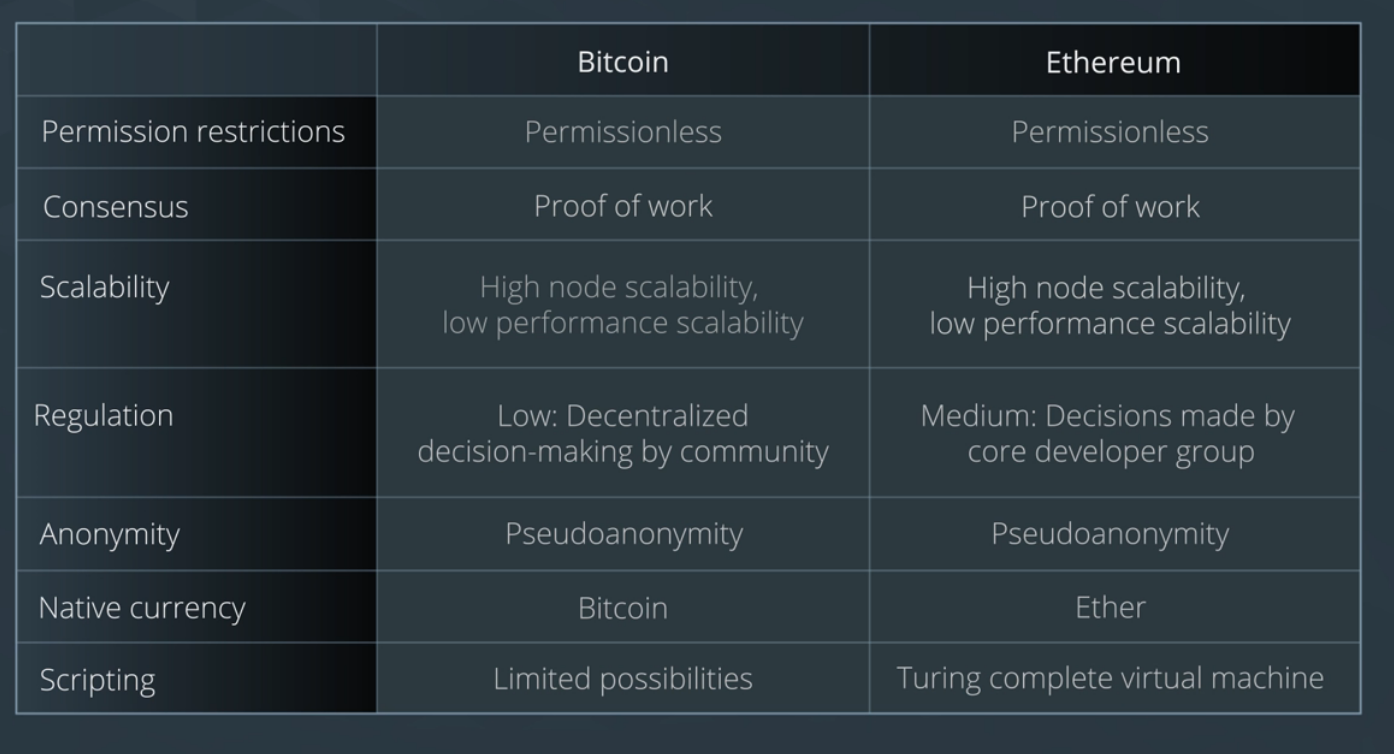 Bitcoin
Ethereum
Permission restrictions
Permissionless
Permissionless
Consensus
Proof of work
Proof of work
Scalability
High node scalability,
low performance scalability
High node scalability,
low performance scalability
Regulation
Low: Decentralized
decision-making by community
Medium: Decisions made by
core developer group
Anonymity
Pseudoanonymity
Pseudoanonymity
Native currency
Bitcoin
Ether
Scripting
Limited possibilities
Turing complete virtual machine